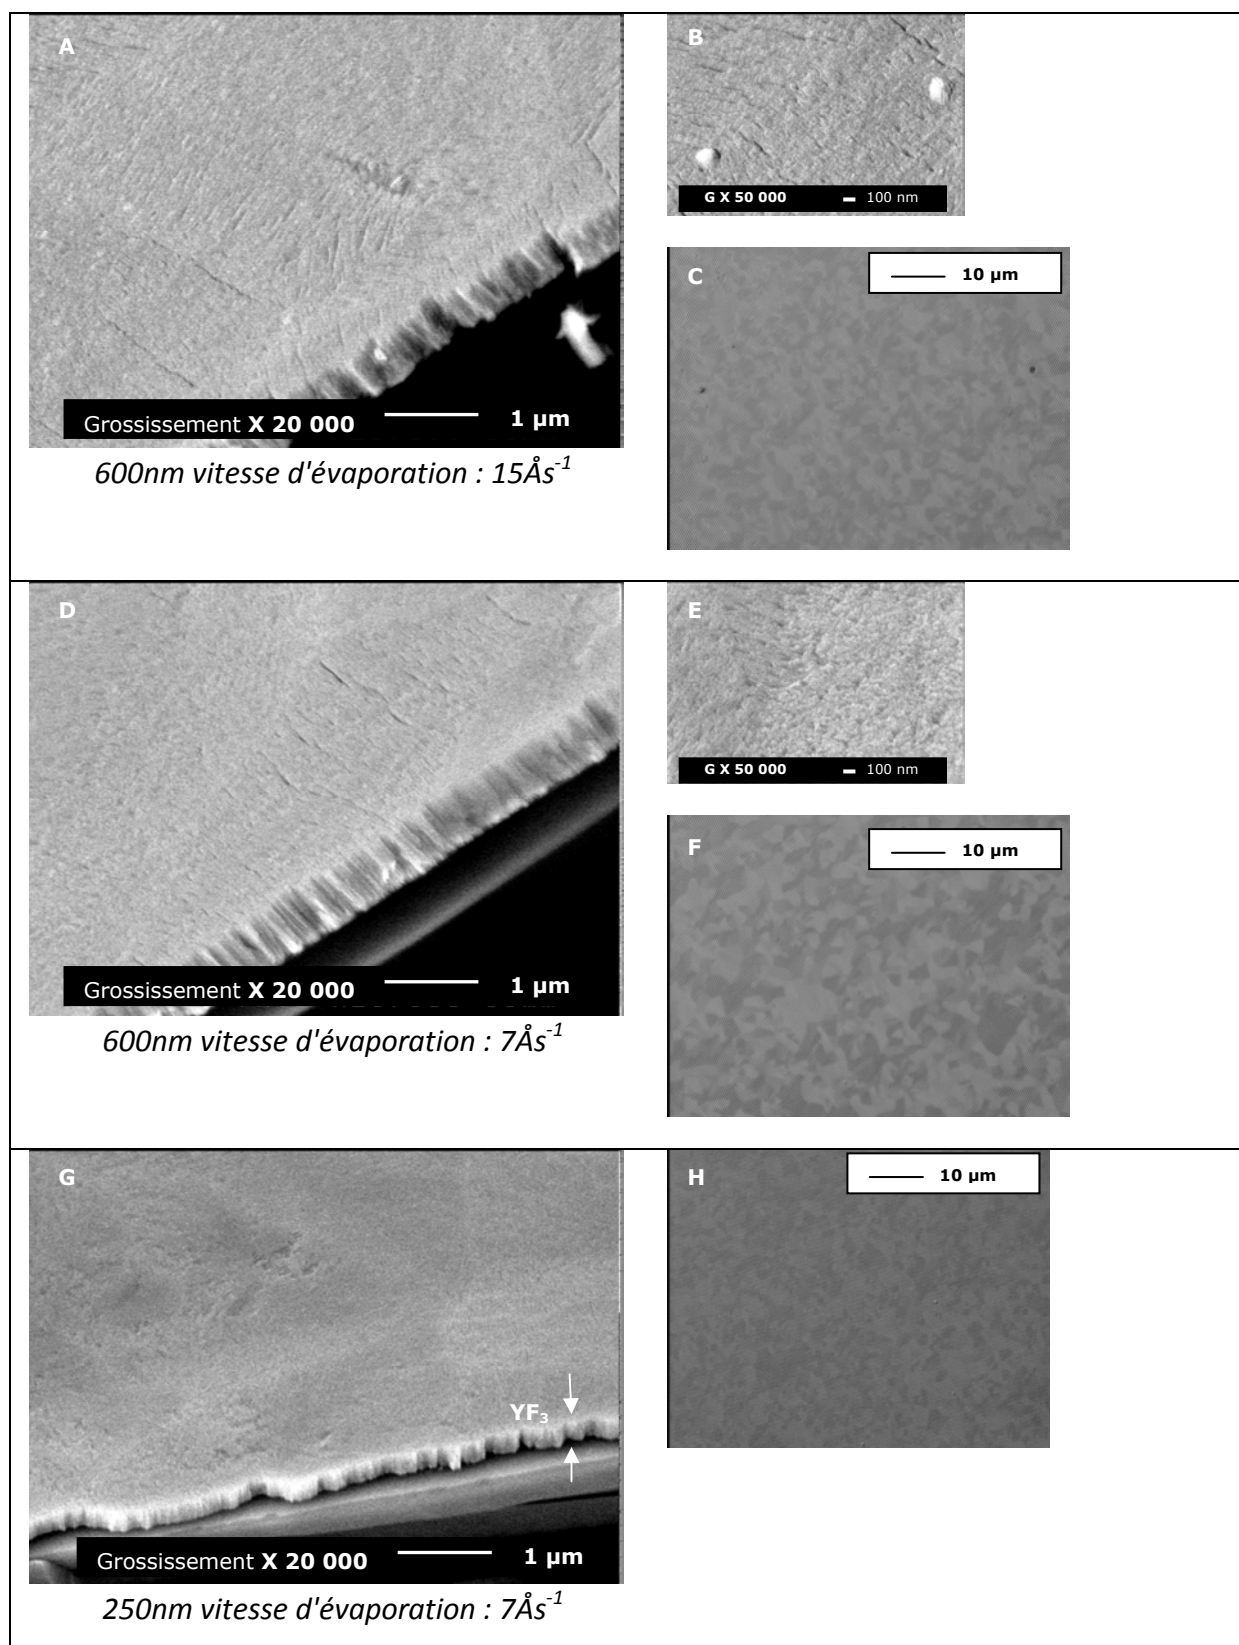 A
Grossissement X 20 000 1 µm
600nm vitesse d'évaporation : 15Ås⁻¹
B
G X 50 000 100 nm
C
10 µm
D
Grossissement X 20 000 1 µm
600nm vitesse d'évaporation : 7Ås⁻¹
E
G X 50 000 100 nm
F
10 µm
G
YF₃
Grossissement X 20 000 1 µm
250nm vitesse d'évaporation : 7Ås⁻¹
H
10 µm